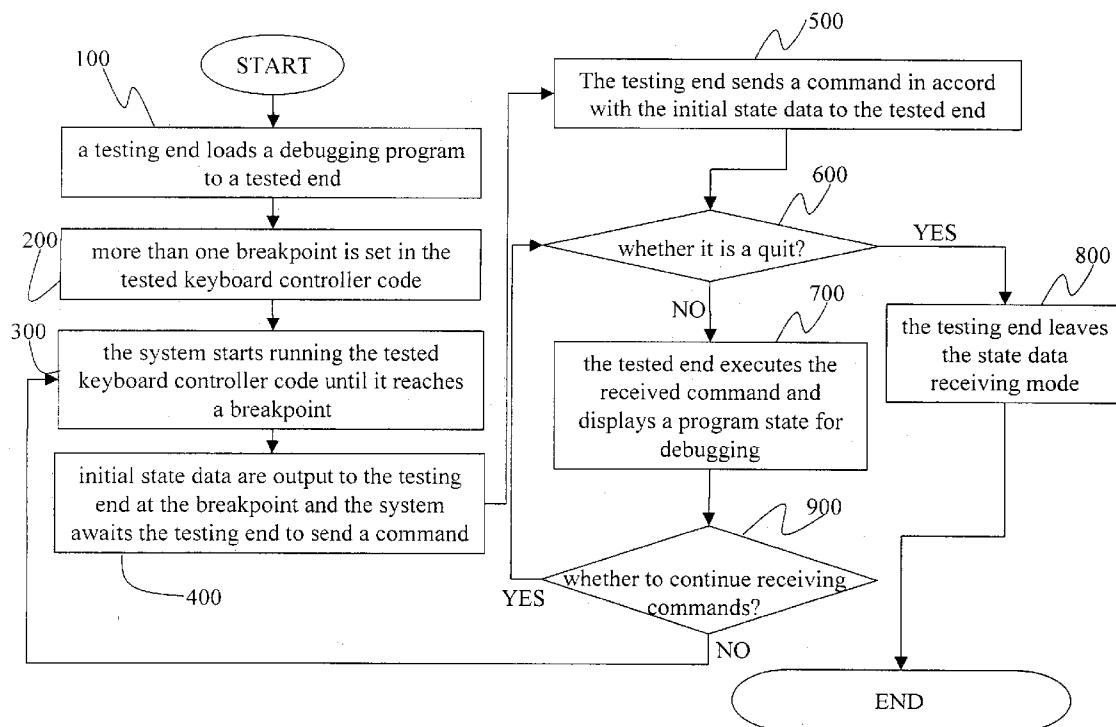 START
100
a testing end loads a debugging program
to a tested end
200
more than one breakpoint is set in the
tested keyboard controller code
300
the system starts running the tested
keyboard controller code until it reaches
a breakpoint
initial state data are output to the testing
end at the breakpoint and the system
awaits the testing end to send a command
400
500
The testing end sends a command in accord
with the initial state data to the tested end
600
whether it is a quit?
YES
NO
700
the tested end executes the
received command and
displays a program state for
debugging
800
the testing end leaves
the state data
receiving mode
900
whether to continue receiving
commands?
YES
NO
END